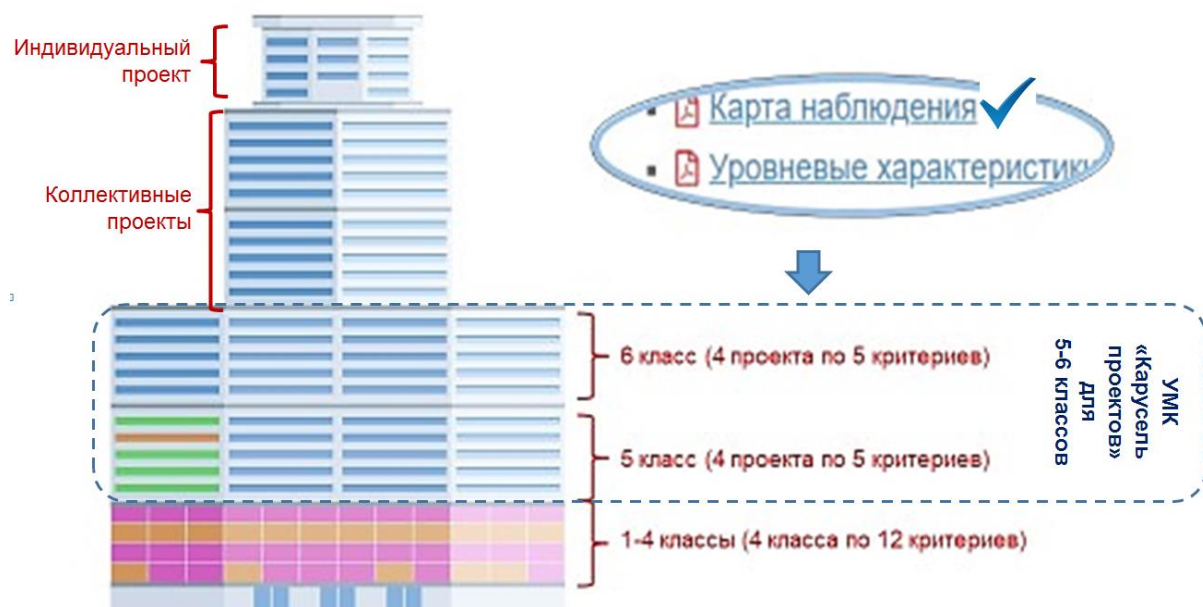 Индивидуальный
проект
Карта наблюдения
Уровневые характеристики
Коллективные
проекты
6 класс (4 проекта по 5 критериев)
5 класс (4 проекта по 5 критериев)
1-4 классы (4 класса по 12 критериев)
УМК
«Карусель
проектов»
для
5-6 классов